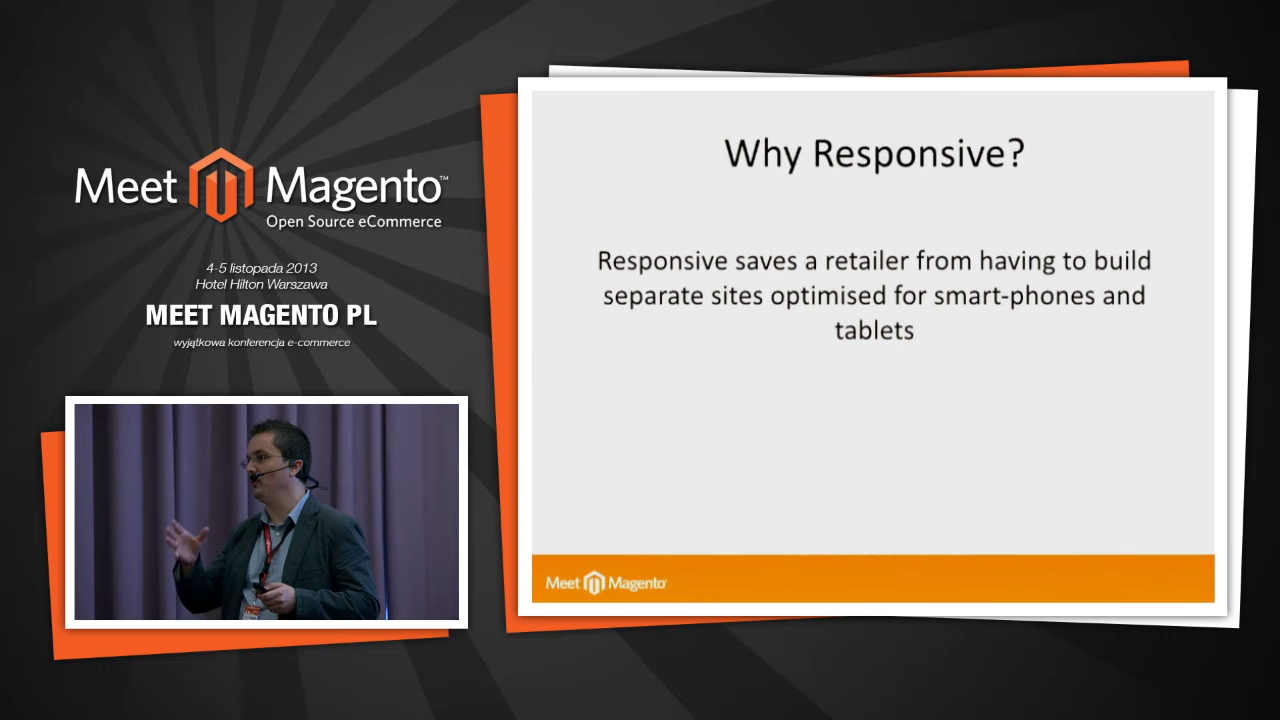 Meet Magento™
Open Source eCommerce
4-5 listopada 2013
Hotel Hilton Warszawa
MEET MAGENTO PL
wyjątkowa konferencja e-commerce
Why Responsive?
Responsive saves a retailer from having to build
separate sites optimised for smart-phones and
tablets
Meet Magento